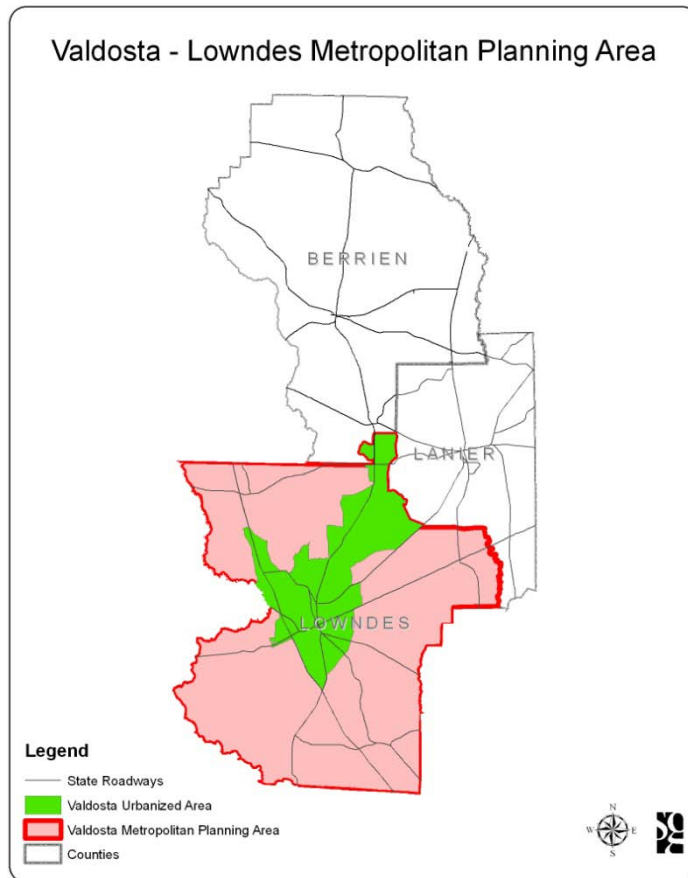 Valdosta - Lowndes Metropolitan Planning Area
BERRIEN
LANIER
LOWNDES
Legend
State Roadways
Valdosta Urbanized Area
Valdosta Metropolitan Planning Area
Counties
N
W E
S